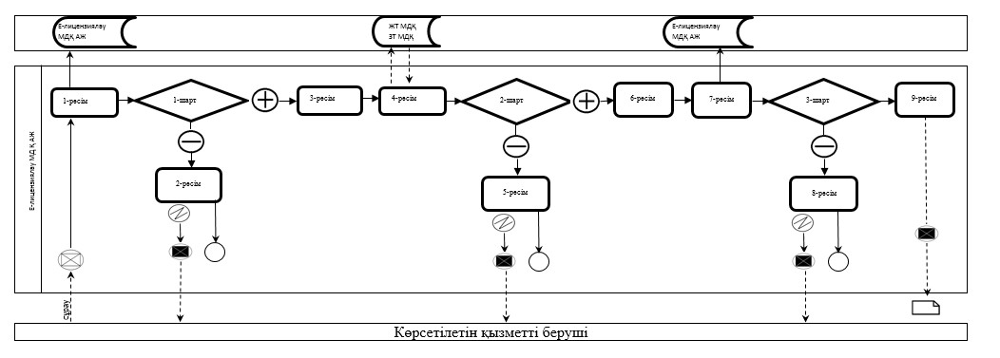 Е-лицензиялау
МДҚ АЖ
ЖТ МДҚ
ЗТ МДҚ
Е-лицензиялау
МДҚ АЖ
Е-лицензиялау МД Қ АЖ
1-рәсім
1-шарт
3-рәсім
4-рәсім
2-шарт
6-рәсім
7-рәсім
3-шарт
9-рәсім
2-рәсім
5-рәсім
8-рәсім
сұрау
Көрсетілетін қызметті беруші